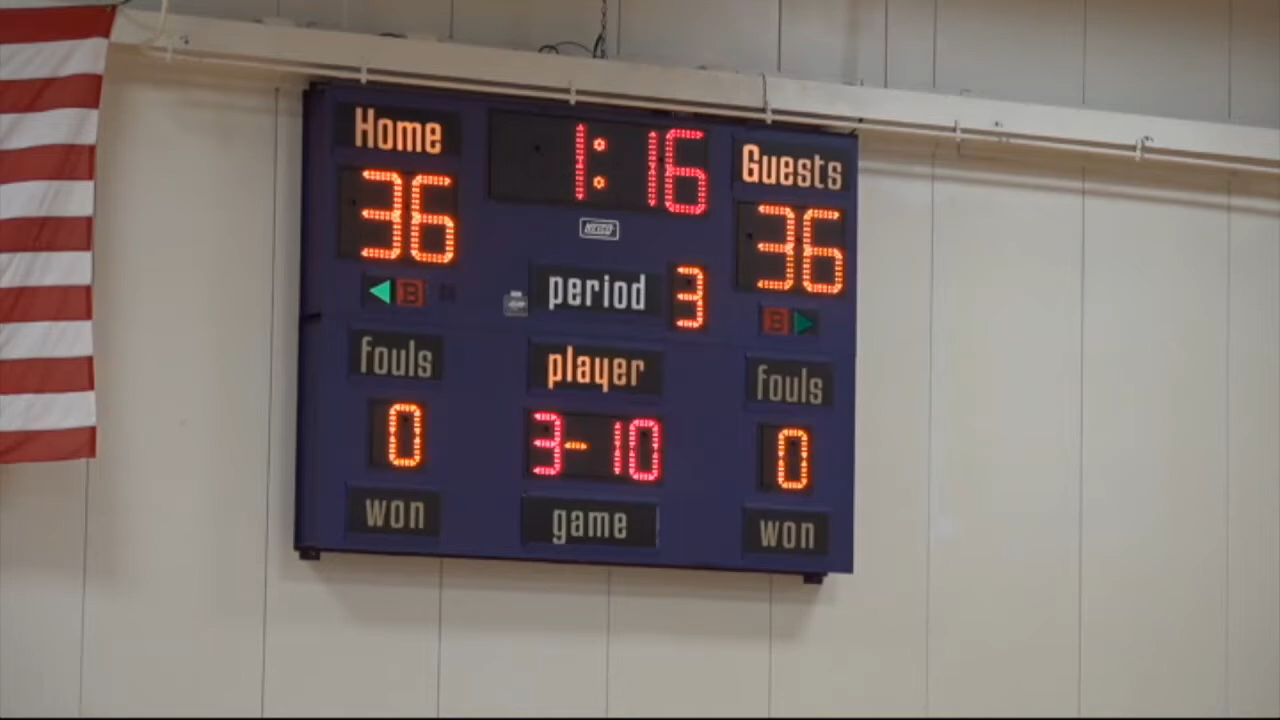 Home
1:16
Guests
36
36
B
period
3
B
fouls
player
fouls
0
3-10
0
won
game
won